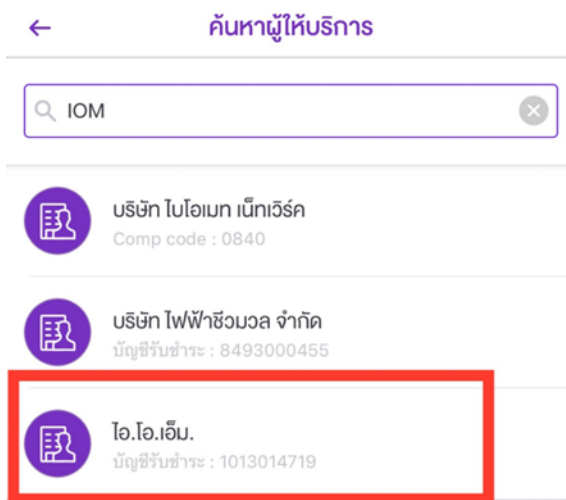 ค้นหาผู้ให้บริการ
IOM
บริษัท ไบโอเมท เน็ทเวิร์ค
Comp code : 0840
บริษัท ไฟฟ้าชีวมวล จำกัด
บัญชีรับชำระ : 8493000455
ไอ.โอ.เอ็ม.
บัญชีรับชำระ : 1013014719